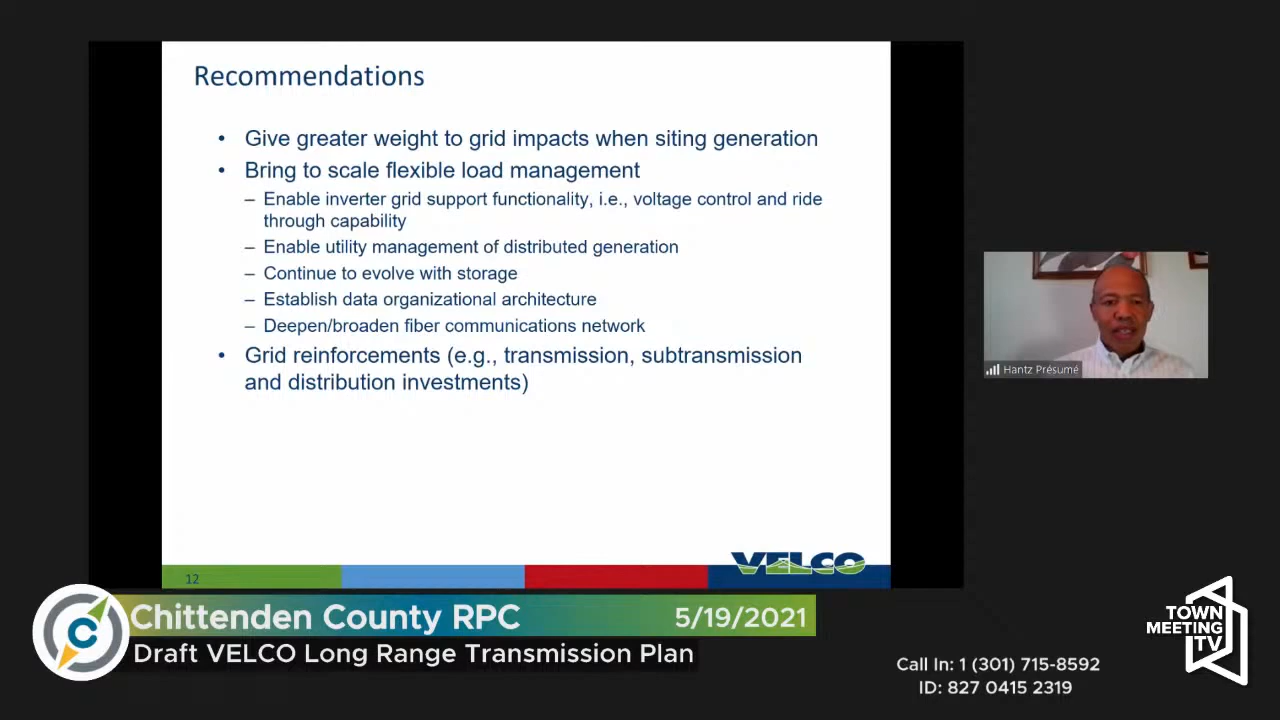 Recommendations
• Give greater weight to grid impacts when siting generation
• Bring to scale flexible load management
– Enable inverter grid support functionality, i.e., voltage control and ride
through capability
– Enable utility management of distributed generation
– Continue to evolve with storage
– Establish data organizational architecture
– Deepen/broaden fiber communications network
• Grid reinforcements (e.g., transmission, subtransmission
and distribution investments)
Hantz Présumé
12
VELCO
C
Chittenden County RPC
5/19/2021
Draft VELCO Long Range Transmission Plan
Call In: 1 (301) 715-8592
ID: 827 0415 2319
TOWN
MEETING
TV